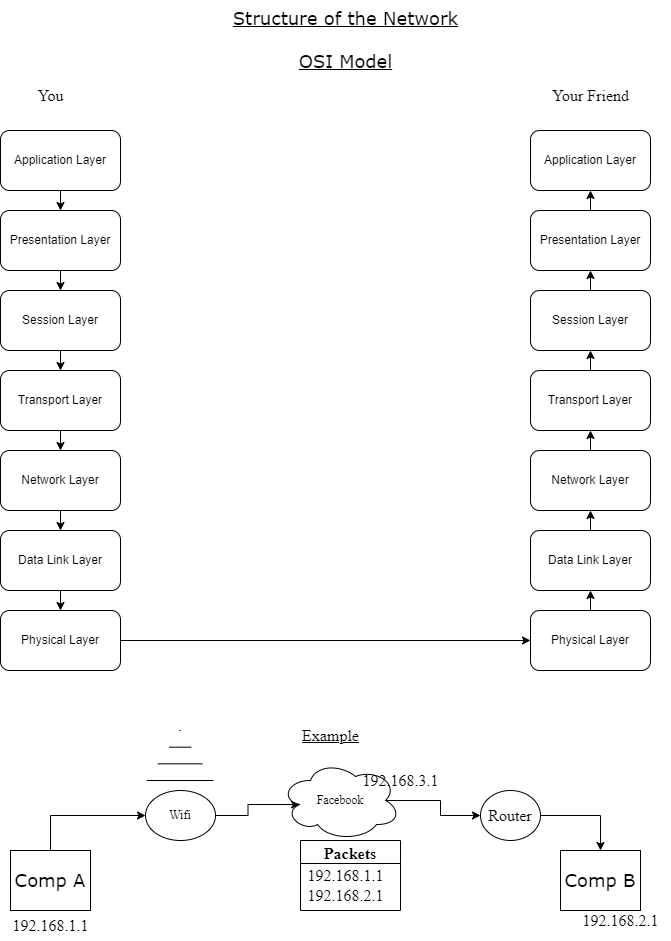 Structure of the Network
OSI Model
You
Your Friend
Application Layer
Application Layer
Presentation Layer
Presentation Layer
Session Layer
Session Layer
Transport Layer
Transport Layer
Network Layer
Network Layer
Data Link Layer
Data Link Layer
Physical Layer
Physical Layer
Example
192.168.3.1
Wifi
Facebook
Router
Packets
192.168.1.1
192.168.2.1
Comp A
Comp B
192.168.1.1
192.168.2.1